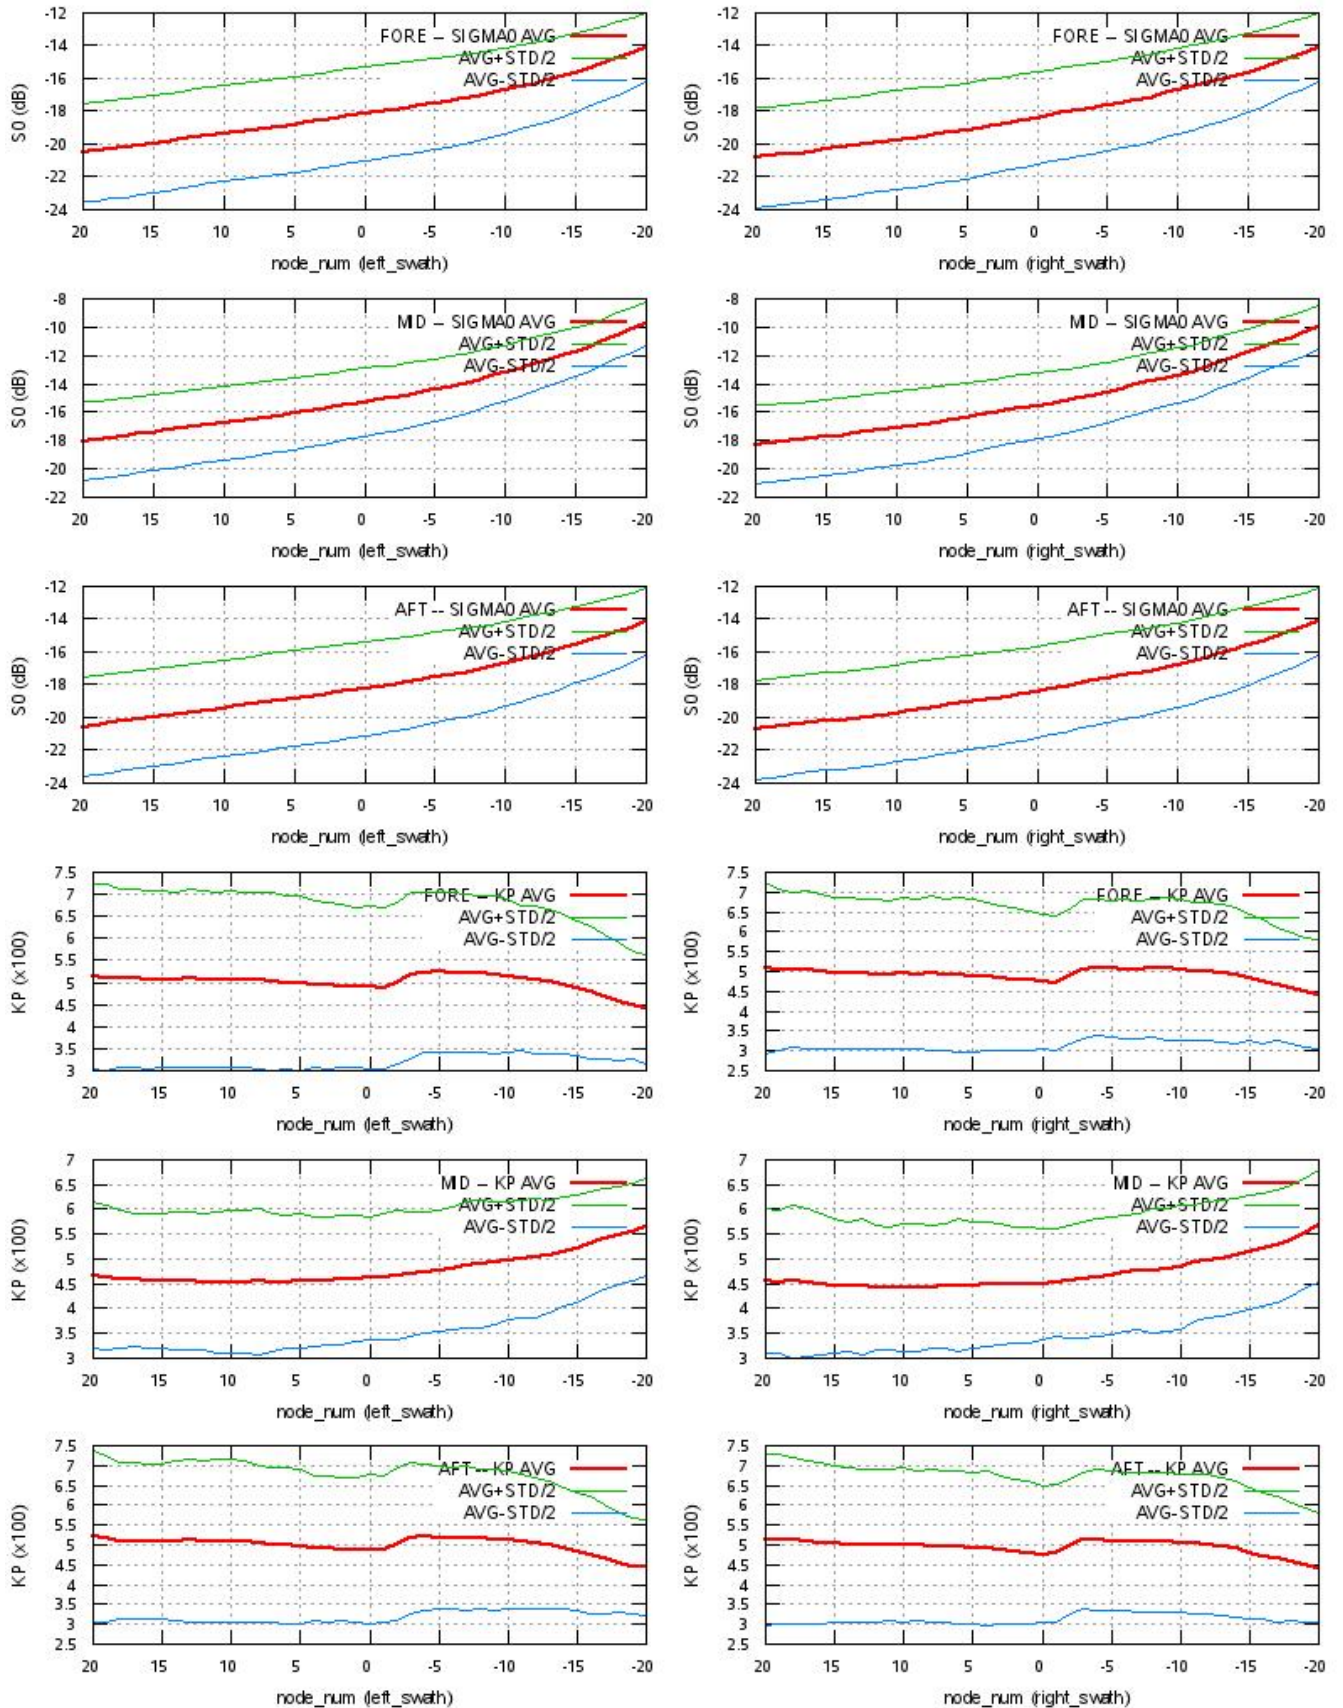 -12
-14
-16
-18
-20
-22
-24
S0 (dB)
FORE -- SIGMA0 AVG
AVG+STD/2
AVG-STD/2
20 15 10 5 0 -5 -10 -15 -20
node_num (left_swath)
-12
-14
-16
-18
-20
-22
-24
S0 (dB)
FORE -- SIGMA0 AVG
AVG+STD/2
AVG-STD/2
20 15 10 5 0 -5 -10 -15 -20
node_num (right_swath)
-8
-10
-12
-14
-16
-18
-20
-22
S0 (dB)
MID -- SIGMA0 AVG
AVG+STD/2
AVG-STD/2
20 15 10 5 0 -5 -10 -15 -20
node_num (left_swath)
-8
-10
-12
-14
-16
-18
-20
-22
S0 (dB)
MID -- SIGMA0 AVG
AVG+STD/2
AVG-STD/2
20 15 10 5 0 -5 -10 -15 -20
node_num (right_swath)
-12
-14
-16
-18
-20
-22
-24
S0 (dB)
AFT -- SIGMA0 AVG
AVG+STD/2
AVG-STD/2
20 15 10 5 0 -5 -10 -15 -20
node_num (left_swath)
-12
-14
-16
-18
-20
-22
-24
S0 (dB)
AFT -- SIGMA0 AVG
AVG+STD/2
AVG-STD/2
20 15 10 5 0 -5 -10 -15 -20
node_num (right_swath)
7.5
7
6.5
6
5.5
5
4.5
4
3.5
3
KP (x100)
FORE -- KP AVG
AVG+STD/2
AVG-STD/2
20 15 10 5 0 -5 -10 -15 -20
node_num (left_swath)
7.5
7
6.5
6
5.5
5
4.5
4
3.5
3
2.5
KP (x100)
FORE -- KP AVG
AVG+STD/2
AVG-STD/2
20 15 10 5 0 -5 -10 -15 -20
node_num (right_swath)
7
6.5
6
5.5
5
4.5
4
3.5
3
KP (x100)
MID -- KP AVG
AVG+STD/2
AVG-STD/2
20 15 10 5 0 -5 -10 -15 -20
node_num (left_swath)
7
6.5
6
5.5
5
4.5
4
3.5
3
KP (x100)
MID -- KP AVG
AVG+STD/2
AVG-STD/2
20 15 10 5 0 -5 -10 -15 -20
node_num (right_swath)
7.5
7
6.5
6
5.5
5
4.5
4
3.5
3
2.5
KP (x100)
AFT -- KP AVG
AVG+STD/2
AVG-STD/2
20 15 10 5 0 -5 -10 -15 -20
node_num (left_swath)
7.5
7
6.5
6
5.5
5
4.5
4
3.5
3
2.5
KP (x100)
AFT -- KP AVG
AVG+STD/2
AVG-STD/2
20 15 10 5 0 -5 -10 -15 -20
node_num (right_swath)